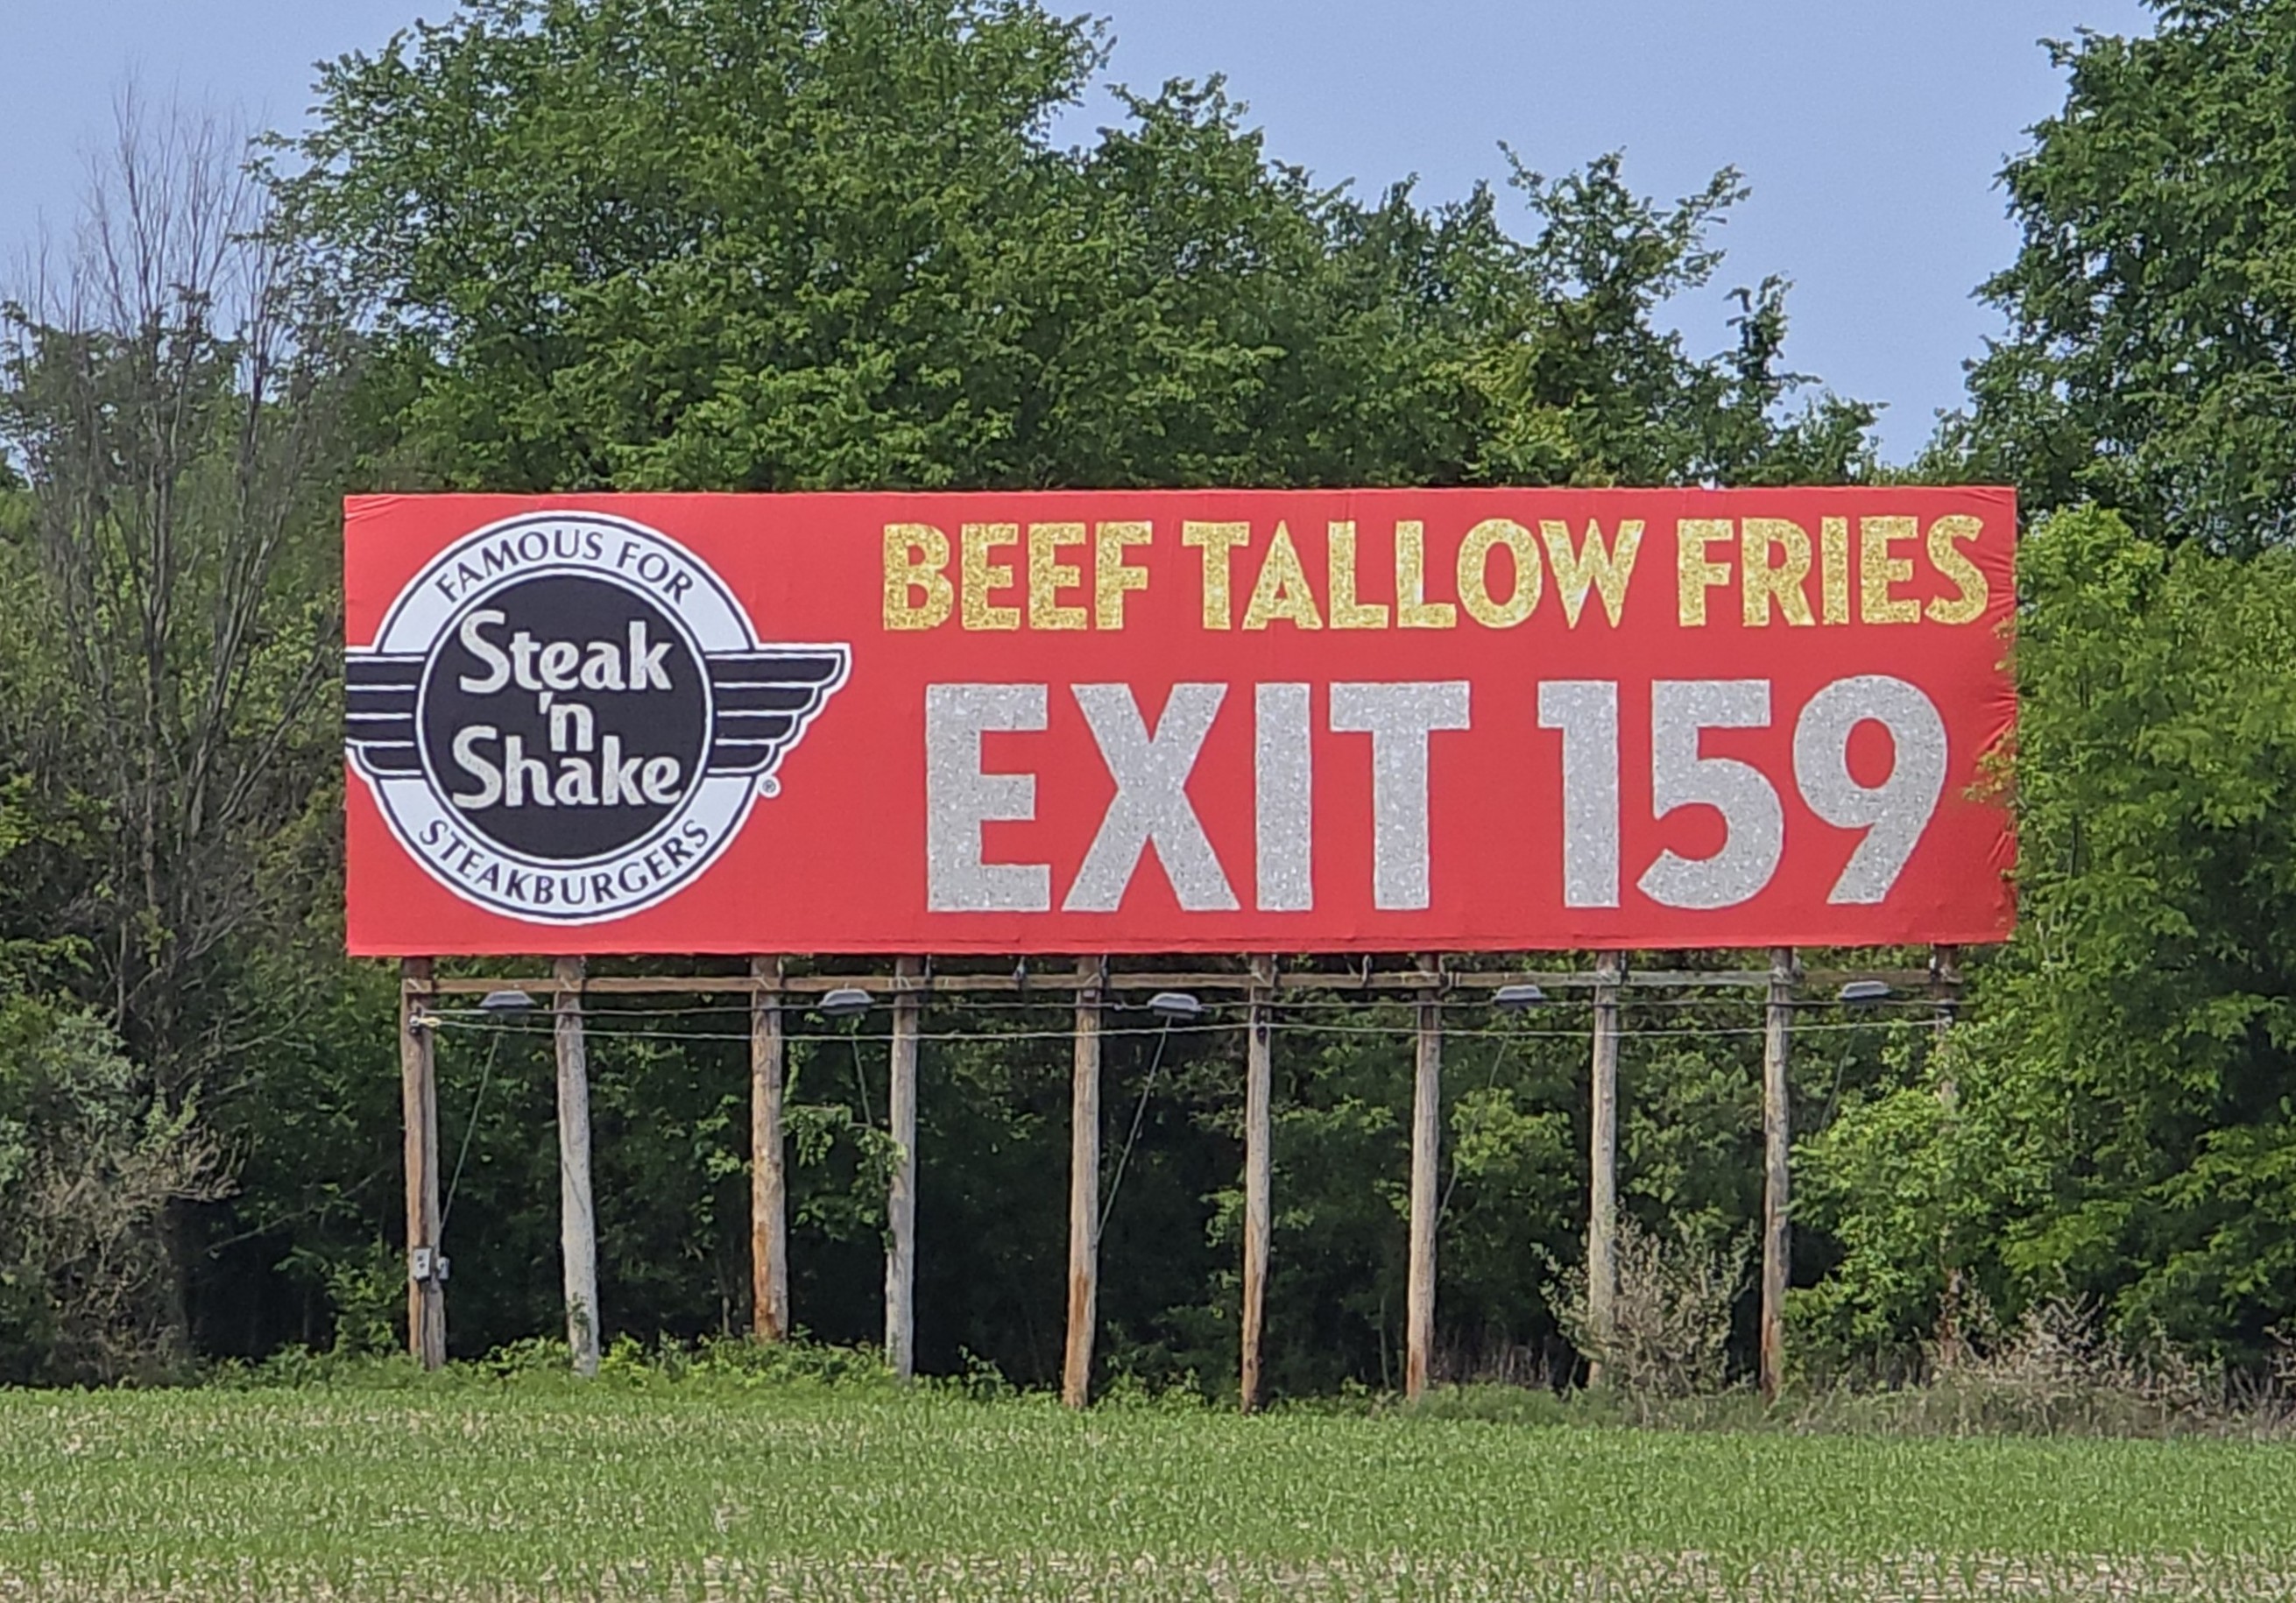 FAMOUS FOR
Steak
'n
Shake
®
STEAKBURGERS
BEEF TALLOW FRIES
EXIT 159